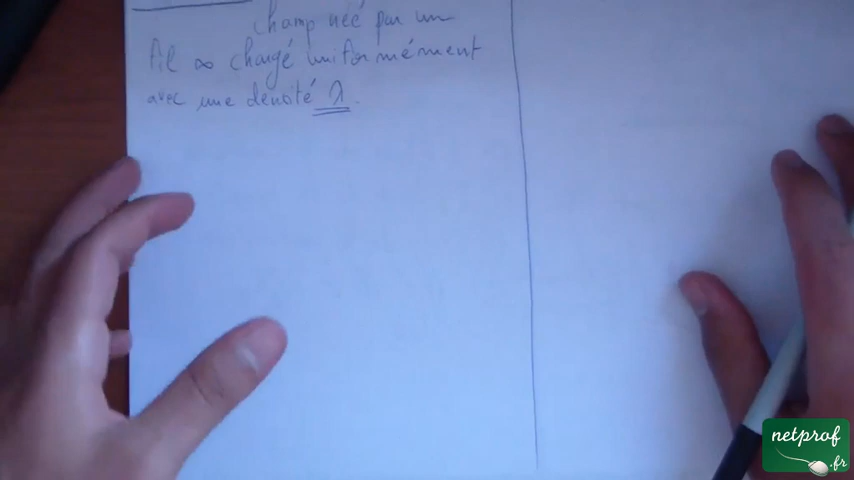 champ créé par un
fil ∞ chargé uniformément
avec une densité λ.
netprof
.fr